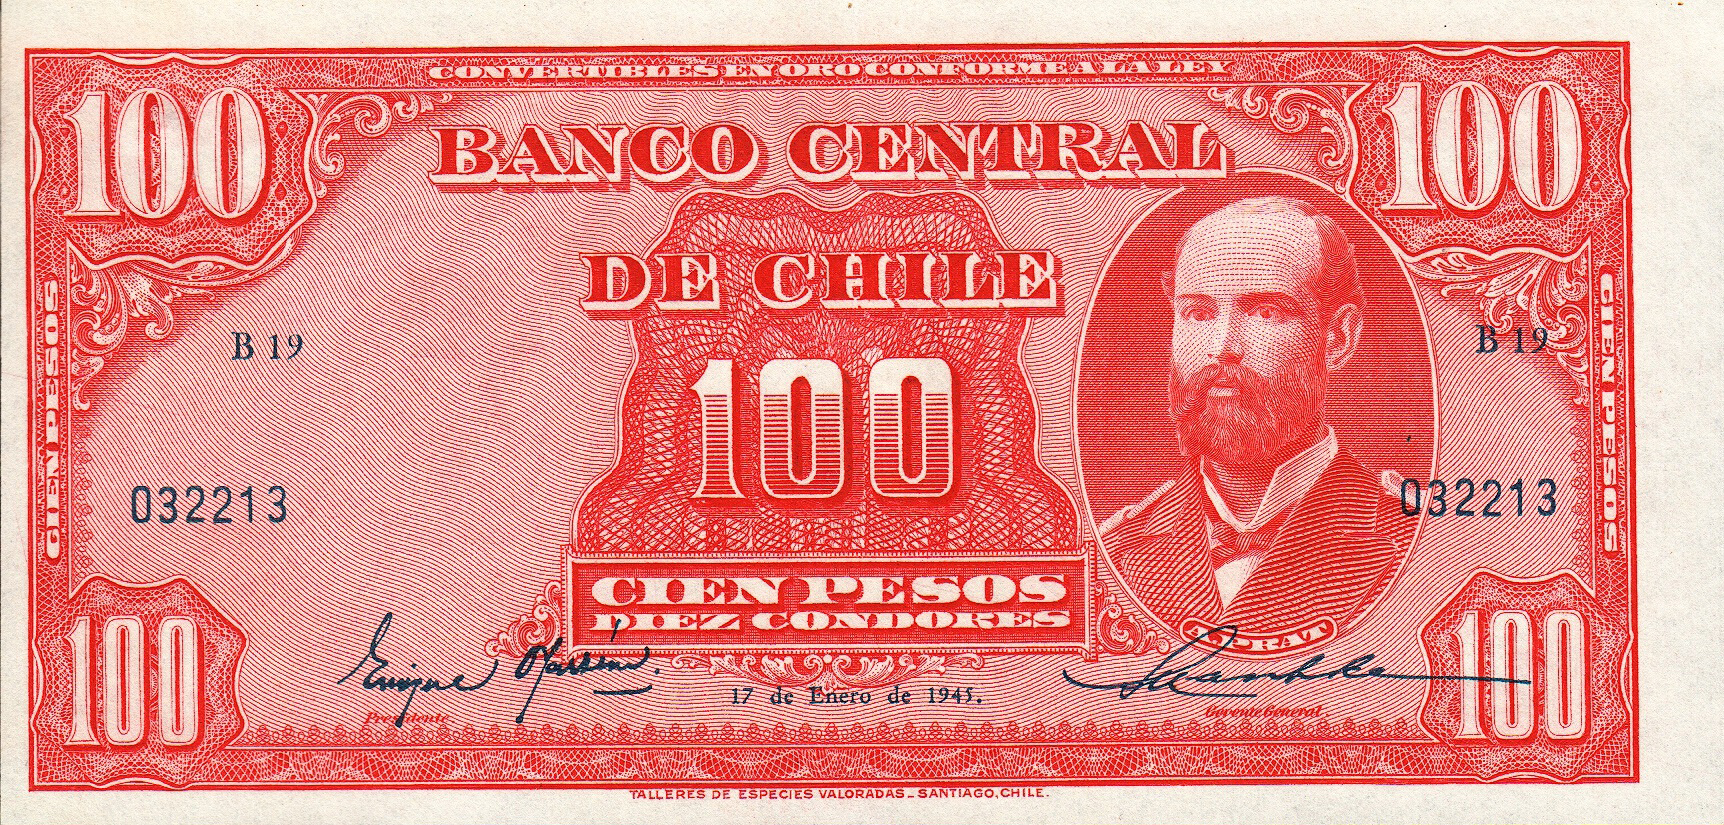 CONVERTIBLES EN ORO CONFORME A LA LEY
100
100
BANCO CENTRAL
DE CHILE
CIEN PESOS
CIEN PESOS
B 19
B 19
100
032213
032213
CIEN PESOS
DIEZ CONDORES
A. PRAT
100
100
Enrique
17 de Enero de 1945.
Presidente
Gerente General
TALLERES DE ESPECIES VALORADAS_SANTIAGO, CHILE.